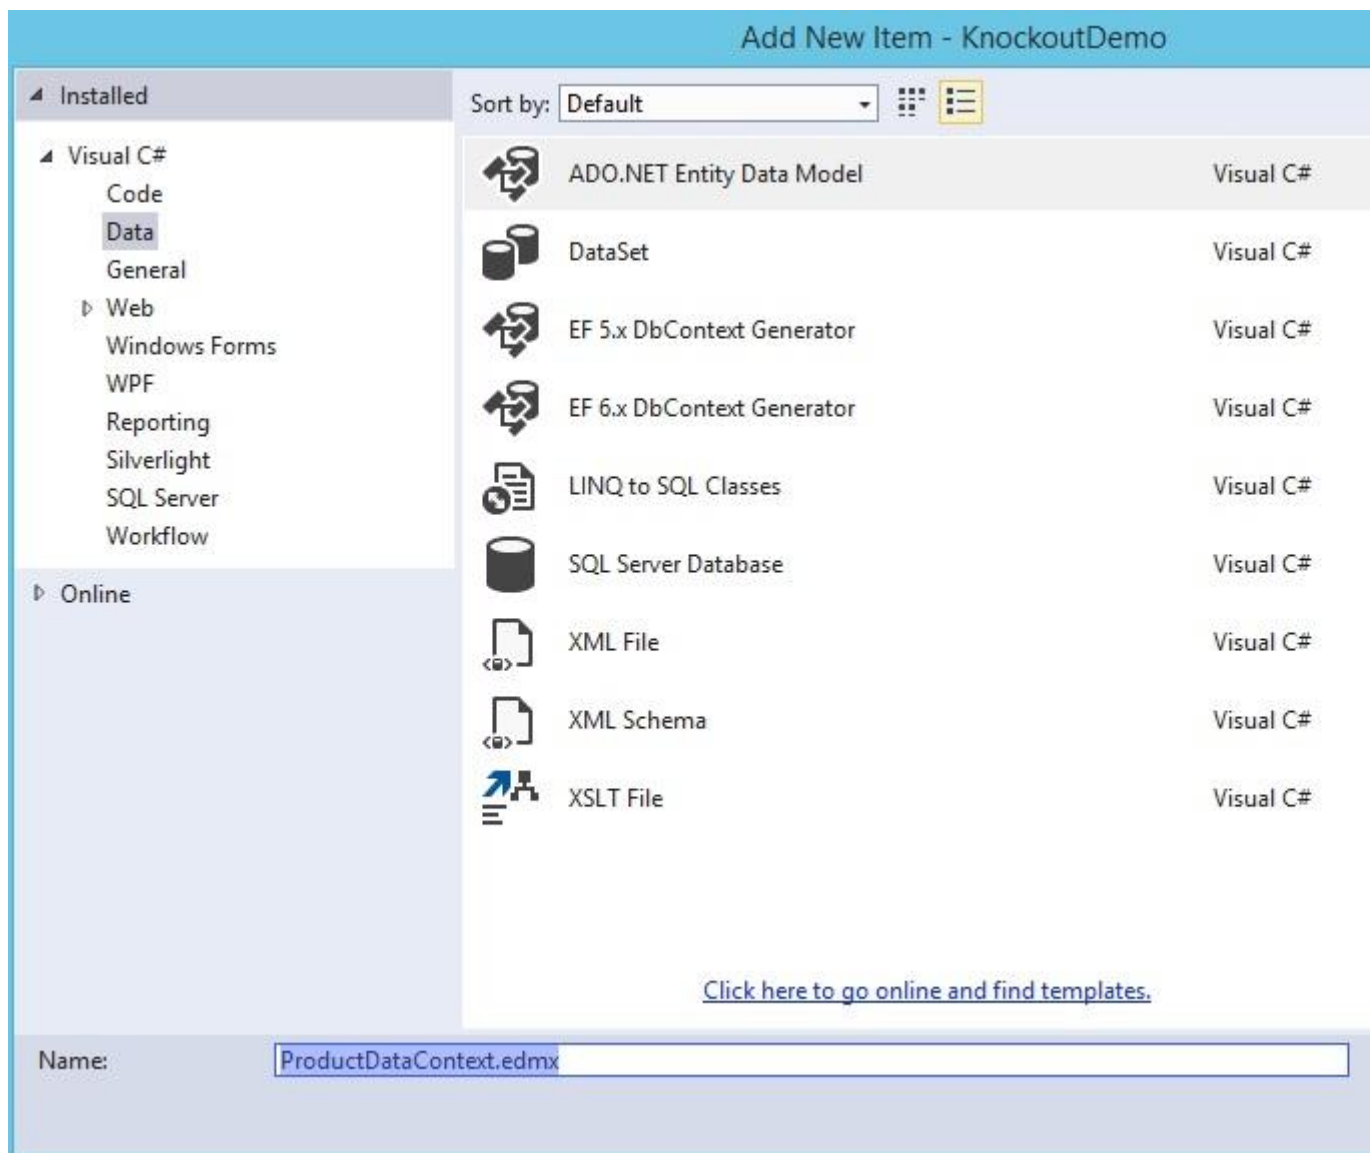 Add New Item - KnockoutDemo
Installed
Visual C#
Code
Data
General
Web
Windows Forms
WPF
Reporting
Silverlight
SQL Server
Workflow
Online
Sort by: Default
ADO.NET Entity Data Model Visual C#
DataSet Visual C#
EF 5.x DbContext Generator Visual C#
EF 6.x DbContext Generator Visual C#
LINQ to SQL Classes Visual C#
SQL Server Database Visual C#
XML File Visual C#
XML Schema Visual C#
XSLT File Visual C#
Click here to go online and find templates.
Name: ProductDataContext.edmx